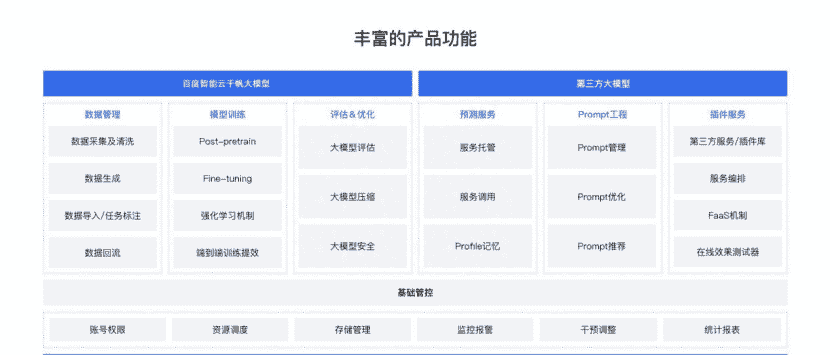 丰富的产品功能
百度智能云千帆大模型
第三方大模型
数据管理
数据采集及清洗
数据生成
数据导入/任务标注
数据回流
模型训练
Post-pretrain
Fine-tuning
强化学习机制
端到端训练提效
评估&优化
大模型评估
大模型压缩
大模型安全
预测服务
服务托管
服务调用
Profile记忆
Prompt工程
Prompt管理
Prompt优化
Prompt推荐
插件服务
第三方服务/插件库
服务编排
FaaS机制
在线效果测试器
基础管控
账号权限
资源调度
存储管理
监控报警
干预调整
统计报表